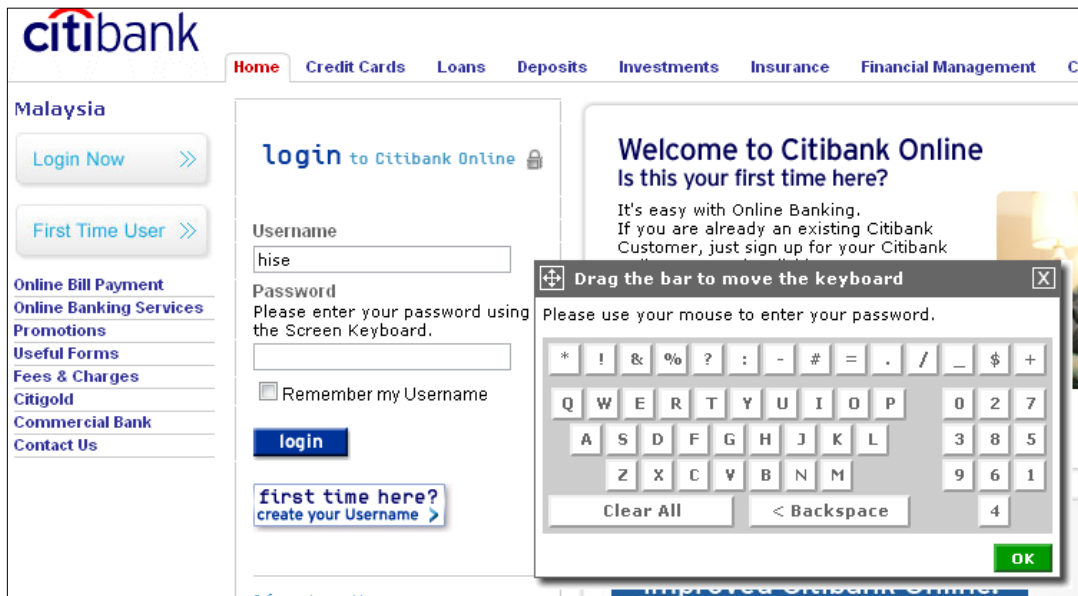 citibank
Home Credit Cards Loans Deposits Investments Insurance Financial Management
Malaysia
Login Now
First Time User
Online Bill Payment
Online Banking Services
Promotions
Useful Forms
Fees & Charges
Citigold
Commercial Bank
Contact Us
login to Citibank Online
Username
hise
Password
Please enter your password using
the Screen Keyboard.
Remember my Username
login
first time here?
create your Username >
Welcome to Citibank Online
Is this your first time here?
It's easy with Online Banking.
If you are already an existing Citibank
Customer, just sign up for your Citibank
Drag the bar to move the keyboard X
Please use your mouse to enter your password.
* ! & % ? : - # = . / _ $ +
Q W E R T Y U I O P 0 2 7
A S D F G H J K L 3 8 5
Z X C V B N M 9 6 1
Clear All < Backspace 4
OK
Improved Citibank Online!